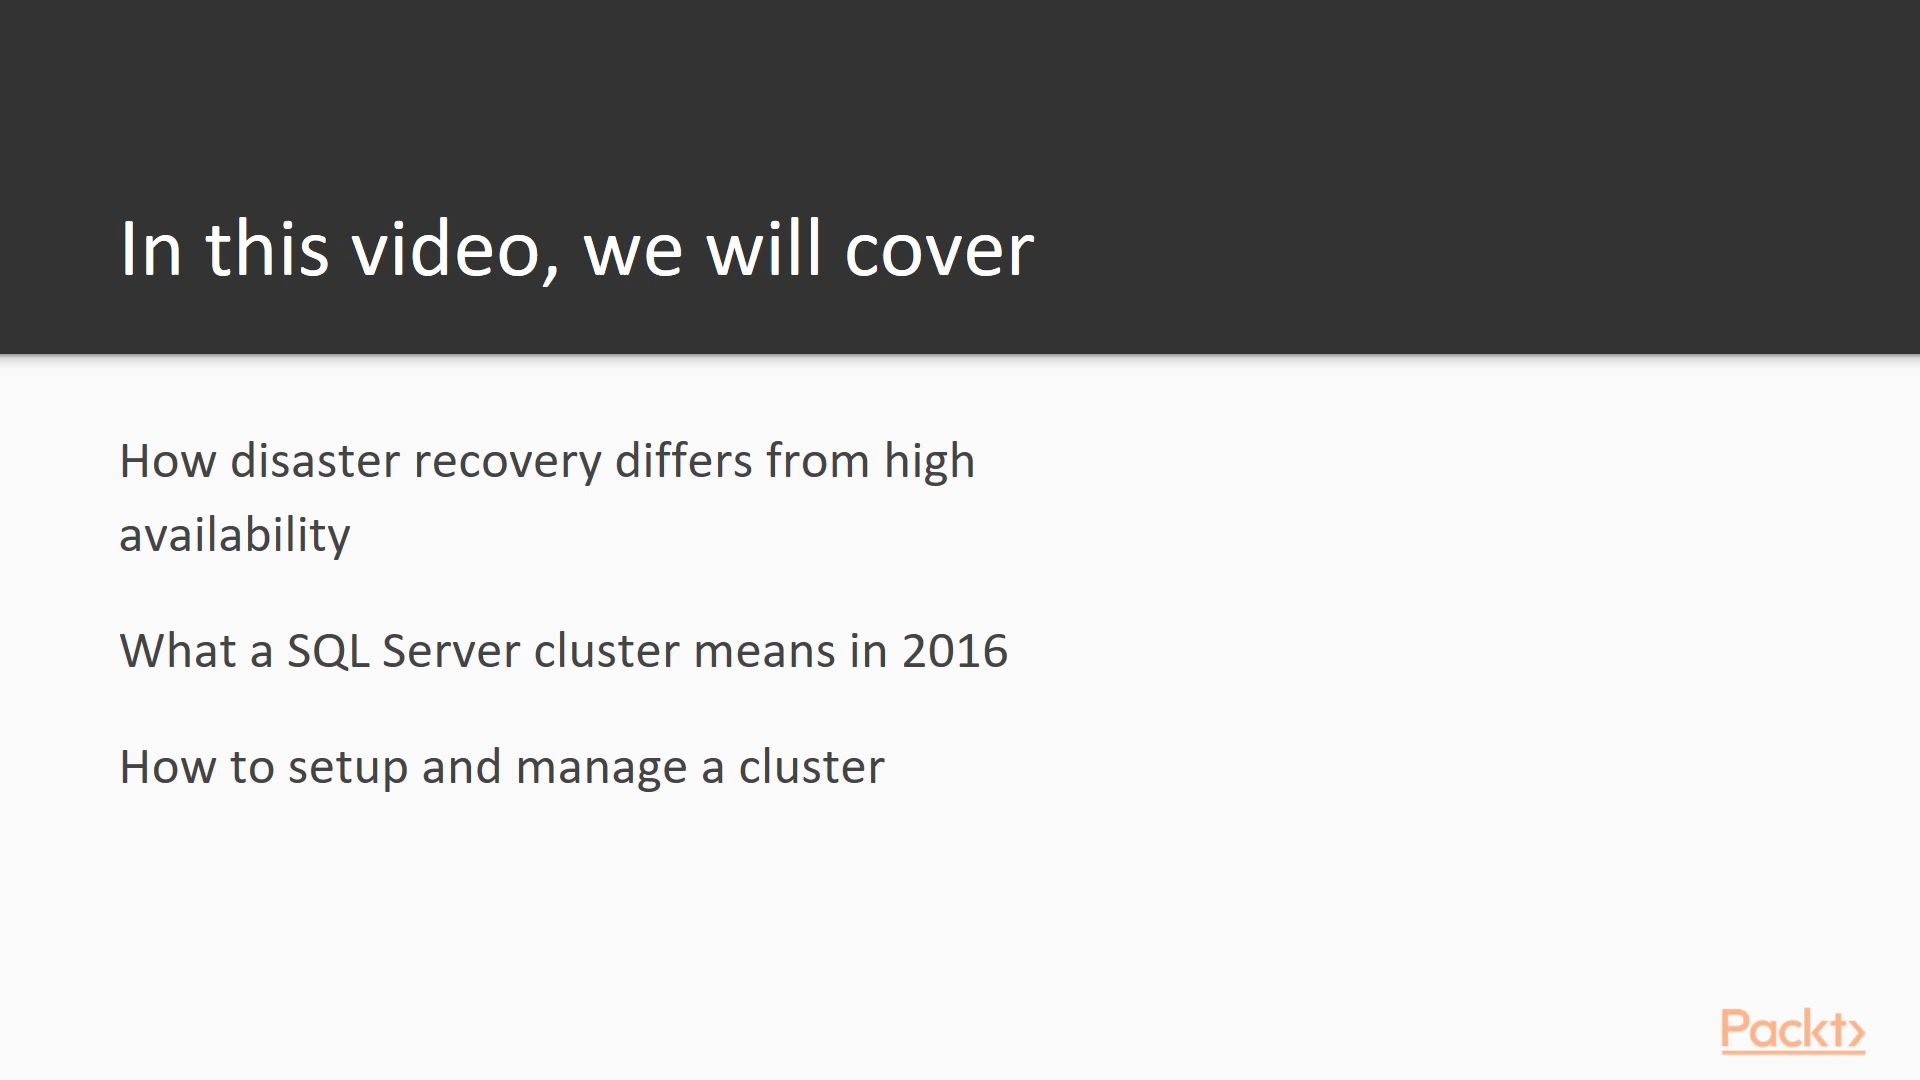 In this video, we will cover
How disaster recovery differs from high
availability
What a SQL Server cluster means in 2016
How to setup and manage a cluster
Packt>